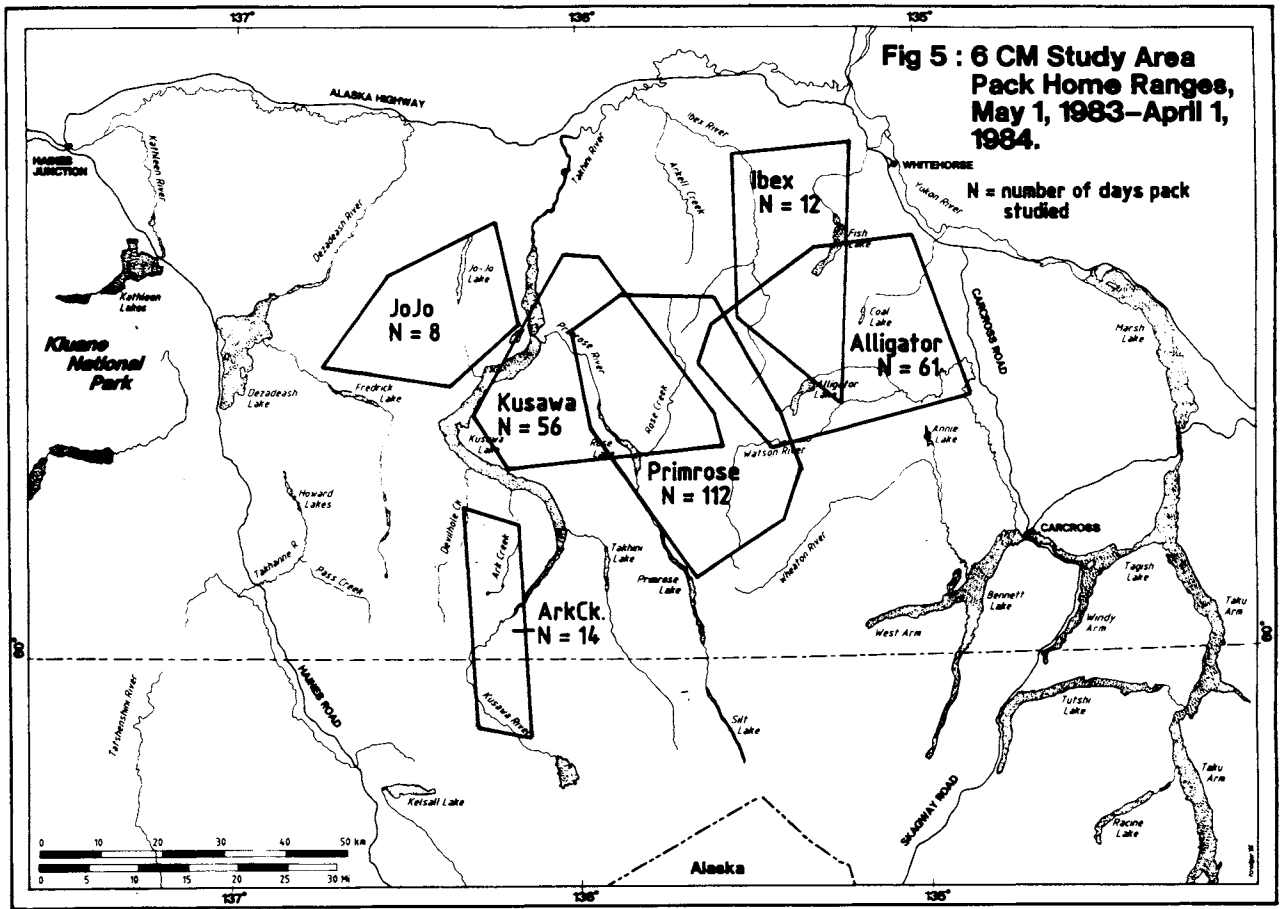 137°
136°
135°
Fig 5 : 6 CM Study Area
Pack Home Ranges,
May 1, 1983–April 1,
1984.
N = number of days pack
studied
ALASKA HIGHWAY
HAINES
JUNCTION
Kathleen River
Dezadeash River
Takhini River
Ibex River
Arkell Creek
WHITEHORSE
Yukon River
Ibex
N = 12
Fish
Lake
Kathleen
Lakes
Jo-Jo
Lake
JoJo
N = 8
Kluane
National
Park
Dezadeash
Lake
Fredrick
Lake
Primrose River
Rose Creek
Coal
Lake
Alligator
N = 61
Alligator
Lake
CARCROSS ROAD
Marsh
Lake
Kusawa
N = 56
Kusawa
Lake
Rose
Lake
Watson River
Annie
Lake
Primrose
N = 112
Howard
Lakes
Devilhole Ck.
Ark Creek
Takhini
Lake
Primrose
Lake
Wheaton River
CARCROSS
Takhanne R.
Pass Creek
Bennett
Lake
Tagish
Lake
Windy
Arm
Taku
Arm
West Arm
ArkCk.
N = 14
60°
60°
Tatshenshini River
HAINES ROAD
Kusawa River
Silt
Lake
Tutshi
Lake
Taku
Arm
Kelsall Lake
SKAGWAY ROAD
Racine
Lake
0 10 20 30 40 50 km
0 5 10 15 20 25 30 Mi
Alaska
137°
136°
135°